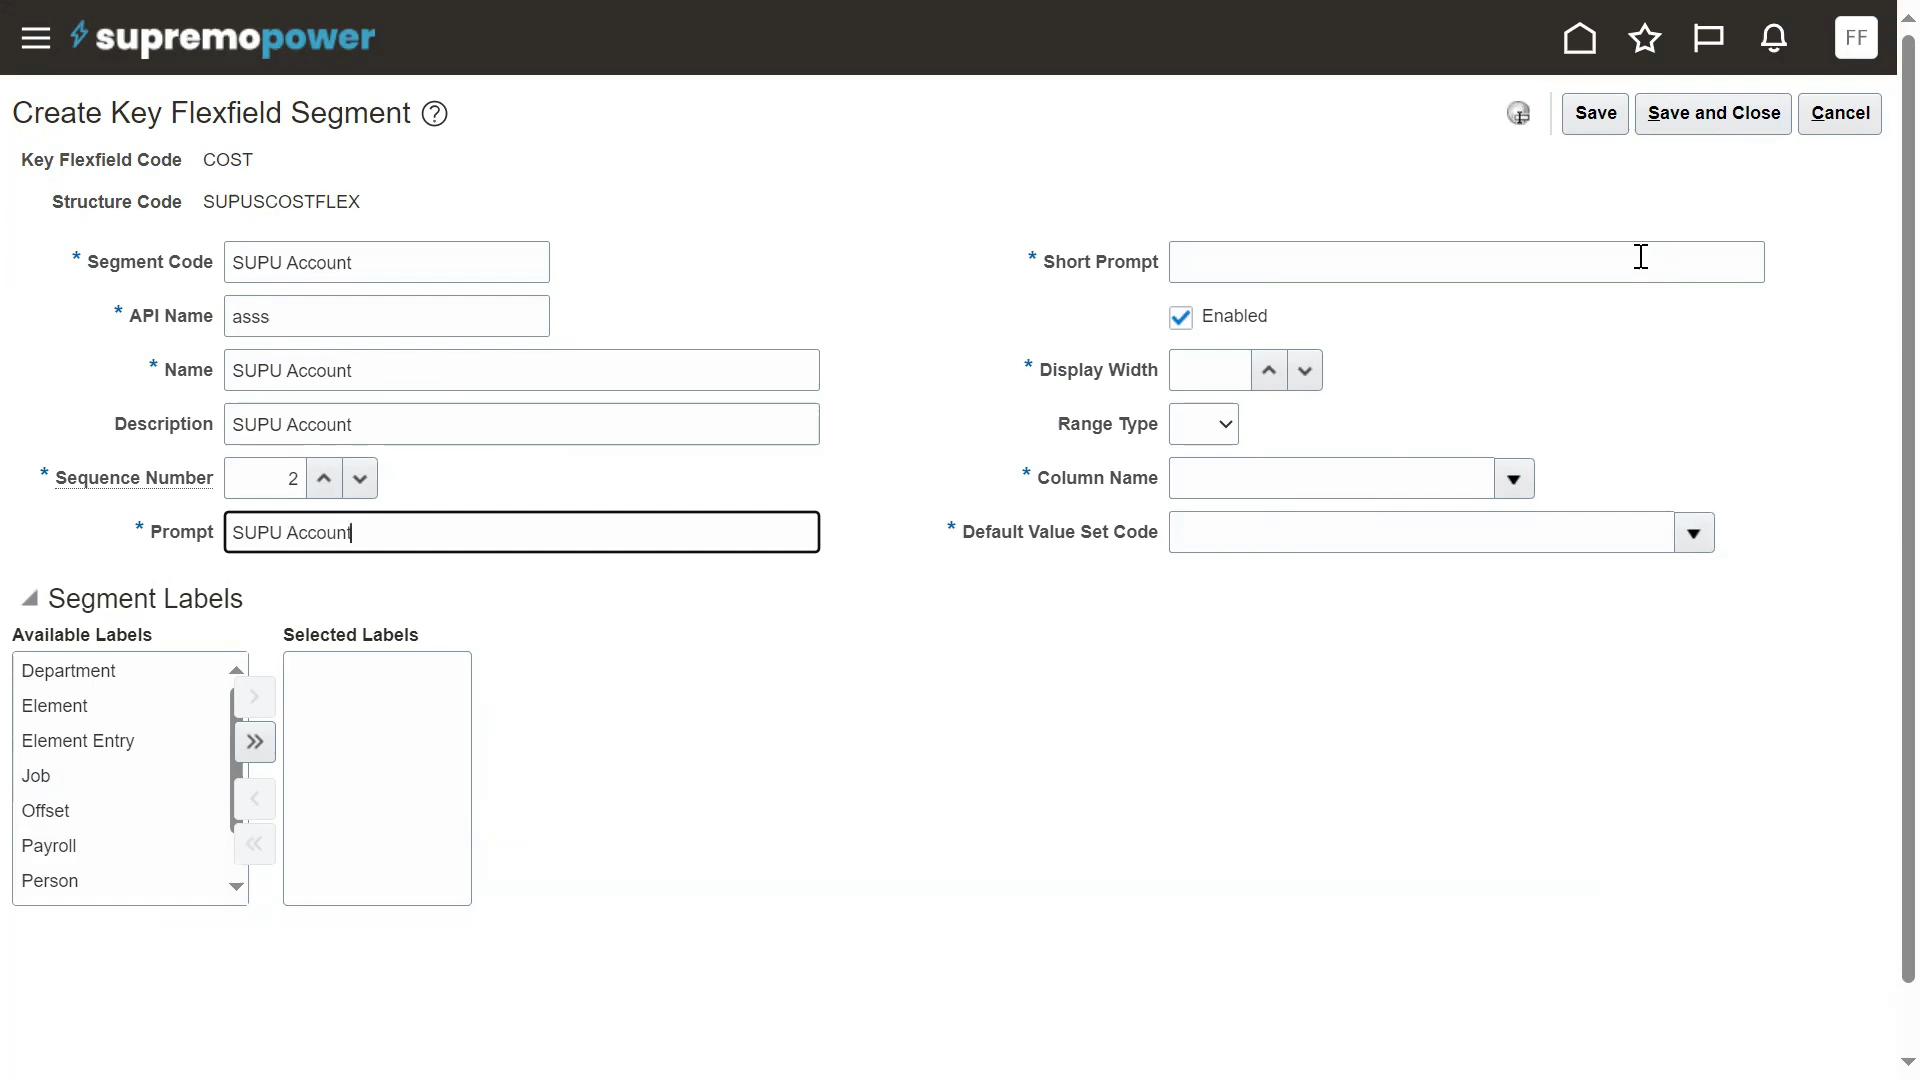 supremopower
FF
Create Key Flexfield Segment ?
Save
Save and Close
Cancel
Key Flexfield Code COST
Structure Code SUPUSCOSTFLEX
* Segment Code SUPU Account
* API Name asss
* Name SUPU Account
Description SUPU Account
* Sequence Number 2
* Prompt SUPU Account
* Short Prompt
Enabled
* Display Width
Range Type
* Column Name
* Default Value Set Code
Segment Labels
Available Labels
Department
Element
Element Entry
Job
Offset
Payroll
Person
Selected Labels